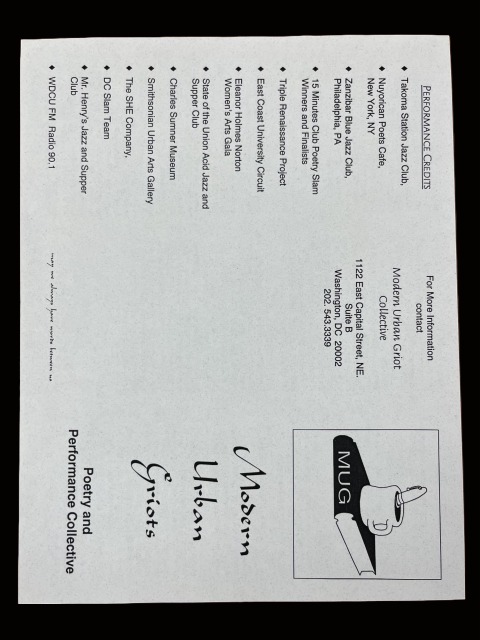 PERFORMANCE CREDITS
♦ Takoma Station Jazz Club,
♦ Nuyorican Poets Cafe,
New York, NY
♦ Zanzibar Blue Jazz Club,
Philadelphia, PA
♦ 15 Minutes Club Poetry Slam
Winners and Finalists
♦ Triple Renaissance Project
♦ East Coast University Circuit
♦ Eleanor Holmes Norton
Women's Arts Gala
♦ State of the Union Acid Jazz and
Supper Club
♦ Charles Sumner Museum
♦ Smithsonian Urban Arts Gallery
♦ The SHE Company,
♦ DC Slam Team
♦ Mr. Henry's Jazz and Supper
Club
♦ WDCU FM Radio 90.1
For More Information
contact
Modern Urban Griot
Collective
1122 East Capital Street, NE.
Suite B
Washington, DC 20002
202. 543.3339
may we always have words between us
MUG
Modern
Urban
Griots
Poetry and
Performance Collective